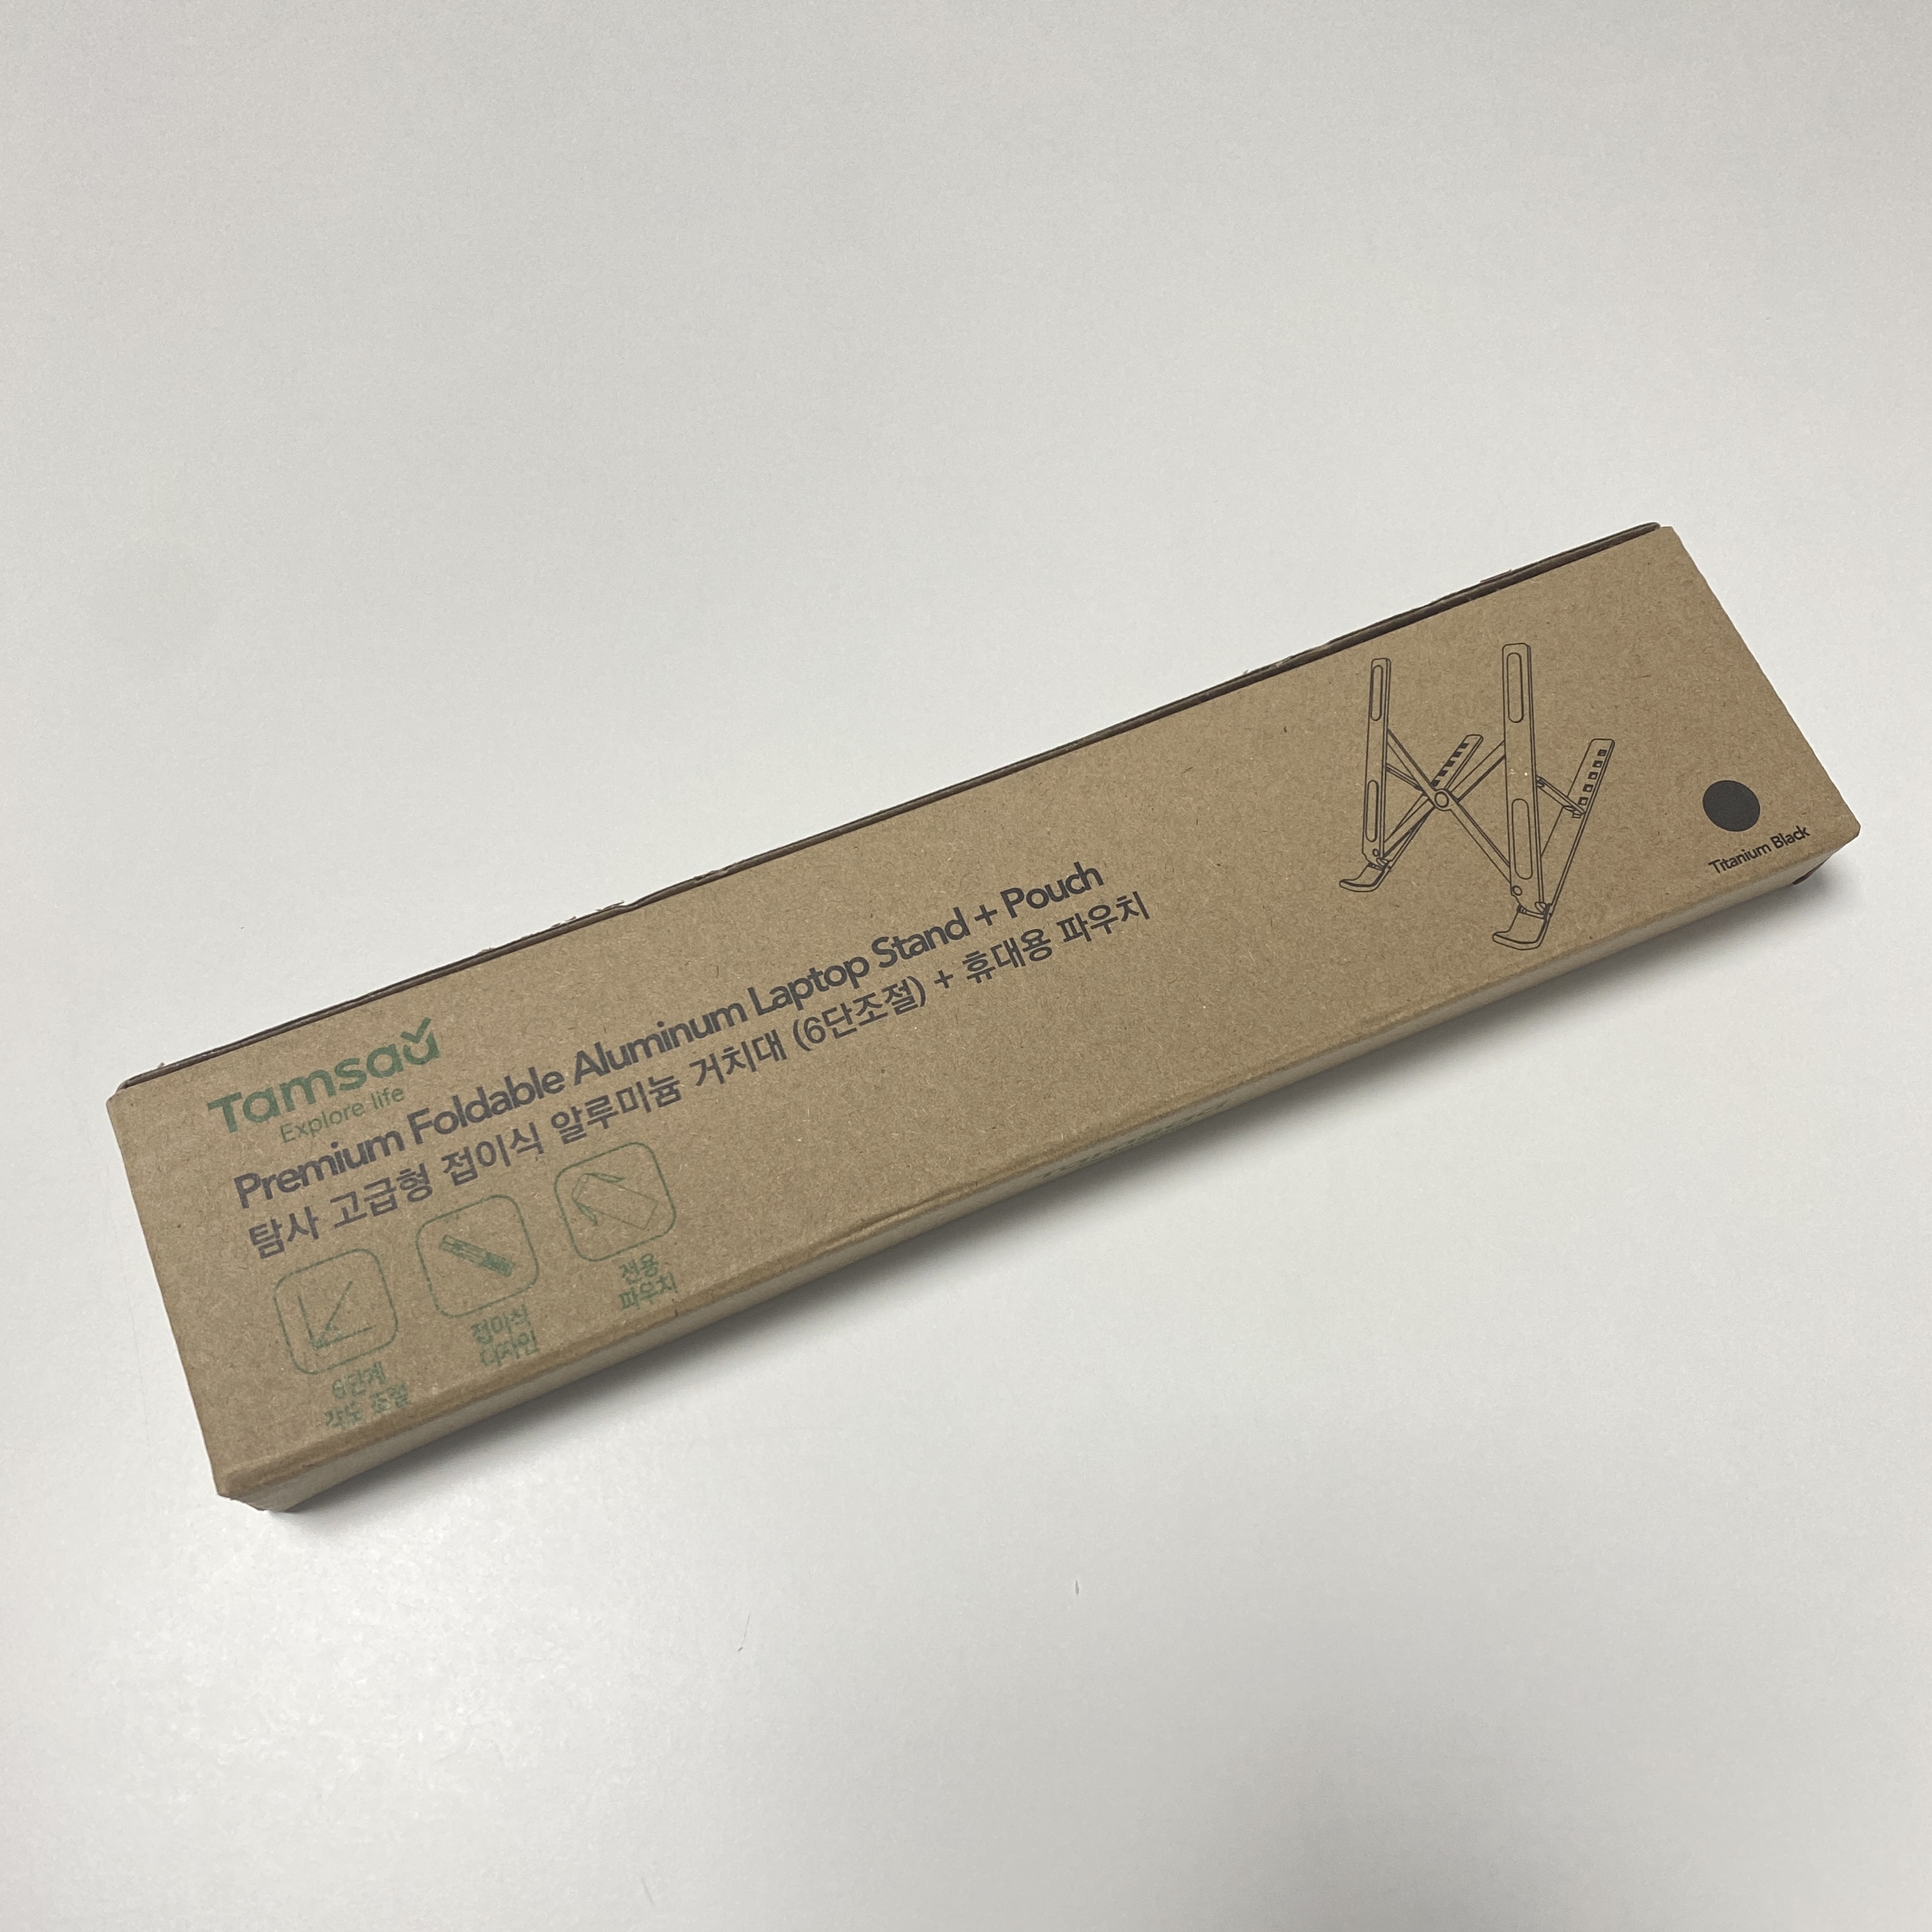 Tamsaa
Explore life
Premium Foldable Aluminum Laptop Stand + Pouch
탐사 고급형 접이식 알루미늄 거치대 (6단조절) + 휴대용 파우치
6단계
각도 조절
접이식
디자인
전용
파우치
Titanium Black